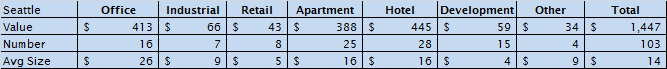 Seattle Office Industrial Retail Apartment Hotel Development Other Total
Value $ 413 $ 66 $ 43 $ 388 $ 445 $ 59 $ 34 $ 1,447
Number 16 7 8 25 28 15 4 103
Avg Size $ 26 $ 9 $ 5 $ 16 $ 16 $ 4 $ 9 $ 14